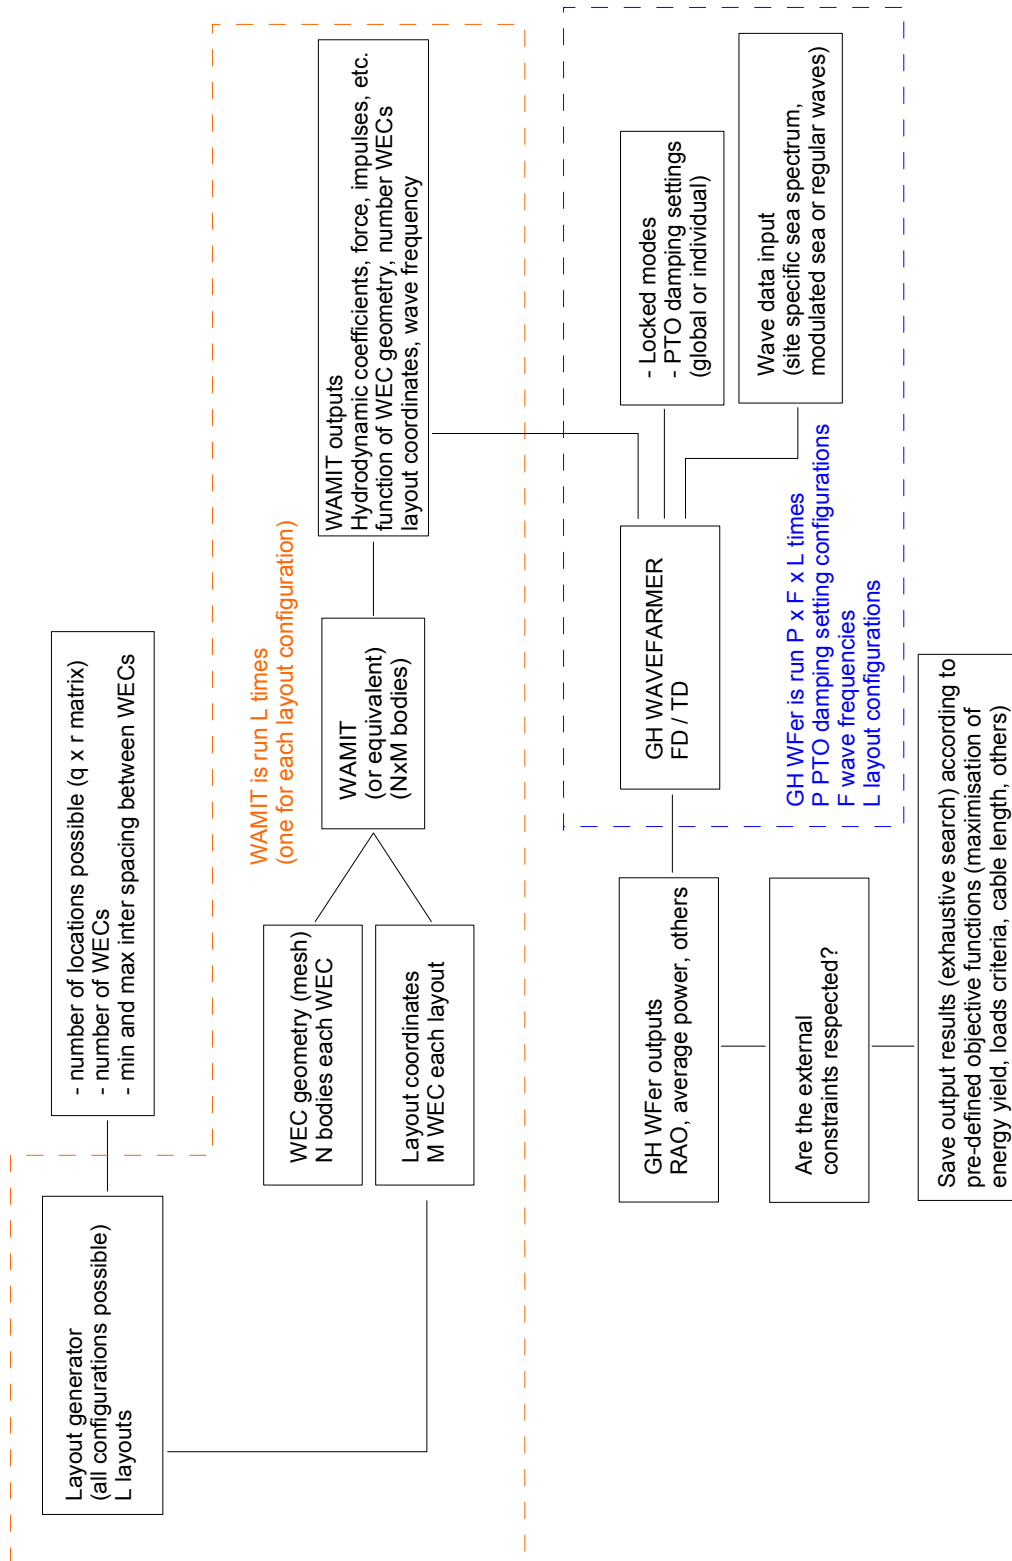 Layout generator
(all configurations possible)
L layouts
- number of locations possible (q x r matrix)
- number of WECs
- min and max inter spacing between WECs
WAMIT is run L times
(one for each layout configuration)
WEC geometry (mesh)
N bodies each WEC
Layout coordinates
M WEC each layout
WAMIT
(or equivalent)
(NxM bodies)
WAMIT outputs
Hydrodynamic coefficients, force, impulses, etc.
function of WEC geometry, number WECs
layout coordinates, wave frequency
GH WFer outputs
RAO, average power, others
GH WAVEFARMER
FD / TD
- Locked modes
- PTO damping settings
(global or individual)
Wave data input
(site specific sea spectrum,
modulated sea or regular waves)
GH WFer is run P x F x L times
P PTO damping setting configurations
F wave frequencies
L layout configurations
Are the external
constraints respected?
Save output results (exhaustive search) according to
pre-defined objective functions (maximisation of
energy yield, loads criteria, cable length, others)